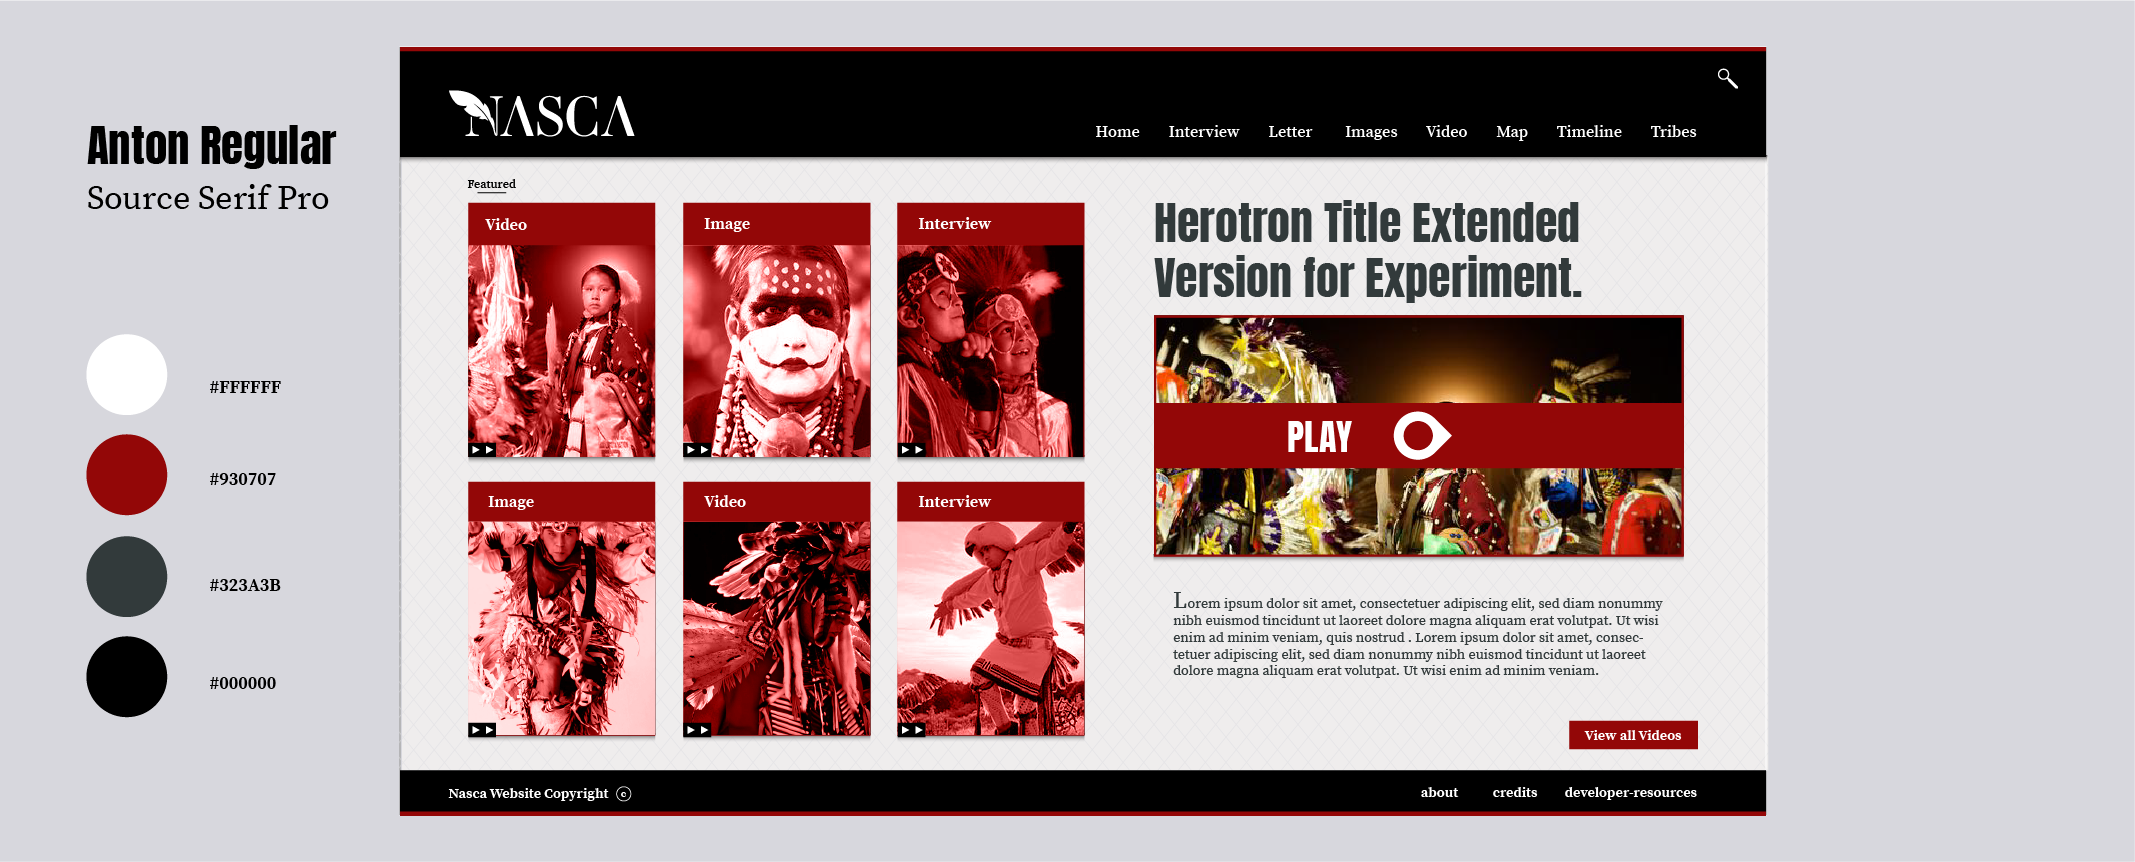 Anton Regular
Source Serif Pro
#FFFFFF
#930707
#323A3B
#000000
NASCA
Home Interview Letter Images Video Map Timeline Tribes
Featured
Video
Image
Interview
Image
Video
Interview
Herotron Title Extended
Version for Experiment.
PLAY
Lorem ipsum dolor sit amet, consectetuer adipiscing elit, sed diam nonummy
nibh euismod tincidunt ut laoreet dolore magna aliquam erat volutpat. Ut wisi
enim ad minim veniam, quis nostrud . Lorem ipsum dolor sit amet, consec-
tetuer adipiscing elit, sed diam nonummy nibh euismod tincidunt ut laoreet
dolore magna aliquam erat volutpat. Ut wisi enim ad minim veniam.
View all Videos
Nasca Website Copyright ©
about credits developer-resources